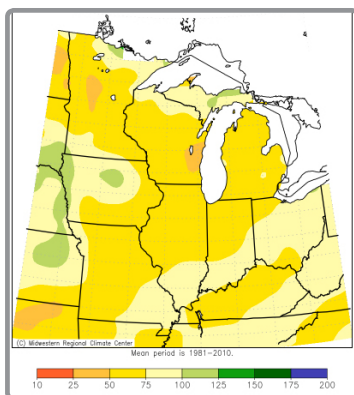 (C) Midwestern Regional Climate Center
Mean period is 1981-2010.
10 25 50 75 100 125 150 175 200